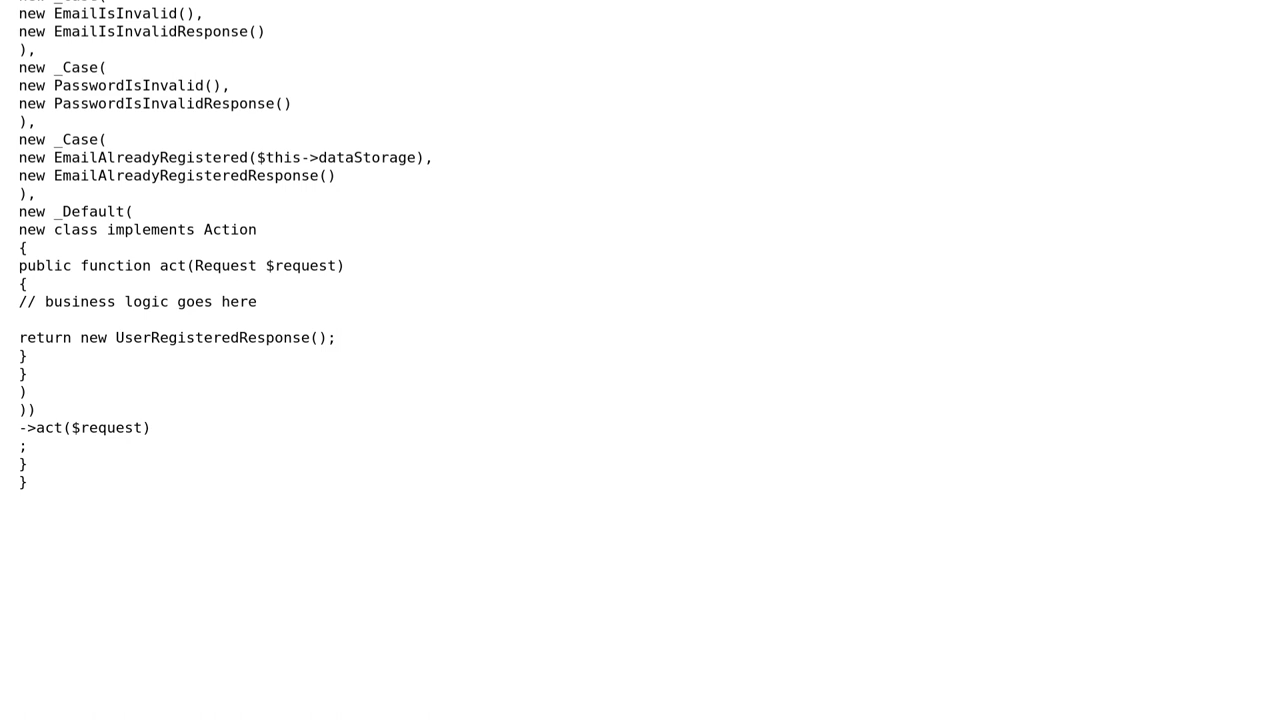 new _Case(
new EmailIsInvalid(),
new EmailIsInvalidResponse()
),
new _Case(
new PasswordIsInvalid(),
new PasswordIsInvalidResponse()
),
new _Case(
new EmailAlreadyRegistered($this->dataStorage),
new EmailAlreadyRegisteredResponse()
),
new _Default(
new class implements Action
{
public function act(Request $request)
{
// business logic goes here

return new UserRegisteredResponse();
}
}
)
))
->act($request)
;
}
}